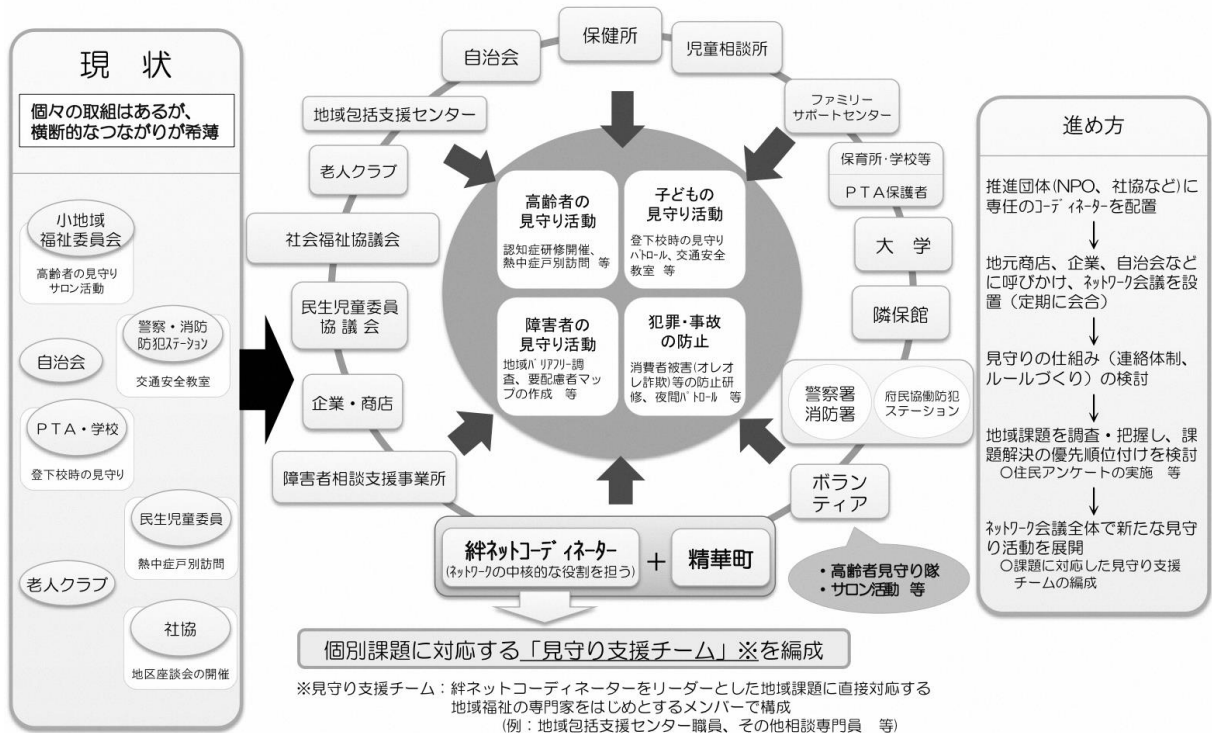 現 状
個々の取組はあるが、
横断的なつながりが希薄
小地域
福祉委員会
高齢者の見守り
サロン活動
警察・消防
防犯ステーション
交通安全教室
自治会
PTA・学校
登下校時の見守り
民生児童委員
熱中症戸別訪問
老人クラブ
社協
地区座談会の開催
保健所
自治会
児童相談所
地域包括支援センター
ファミリー
サポートセンター
老人クラブ
保育所・学校等
PTA保護者
社会福祉協議会
大 学
民生児童委員
協議会
隣保館
企業・商店
警察署
消防署
府民協働防犯
ステーション
障害者相談支援事業所
ボラン
ティア
・高齢者見守り隊
・サロン活動 等
高齢者の
見守り活動
認知症研修開催、
熱中症戸別訪問 等
子どもの
見守り活動
登下校時の見守り
パトロール、交通安全
教室 等
障害者の
見守り活動
地域バリアフリー調
査、要配慮者マッ
プの作成 等
犯罪・事故
の防止
消費者被害(オレオ
レ詐欺)等の防止研
修、夜間パトロール 等
絆ネットコーディネーター
(ネットワークの中核的な役割を担う)
+
精華町
個別課題に対応する「見守り支援チーム」※を編成
※見守り支援チーム：絆ネットコーディネーターをリーダーとした地域課題に直接対応する
地域福祉の専門家をはじめとするメンバーで構成
(例：地域包括支援センター職員、その他相談専門員 等)
進め方
推進団体(NPO、社協など)に
専任のコーディネーターを配置
地元商店、企業、自治会など
に呼びかけ、ネットワーク会議を設
置（定期に会合）
見守りの仕組み（連絡体制、
ルールづくり）の検討
地域課題を調査・把握し、課
題解決の優先順位付けを検討
○住民アンケートの実施 等
ネットワーク会議全体で新たな見守
り活動を展開
○課題に対応した見守り支援
チームの編成